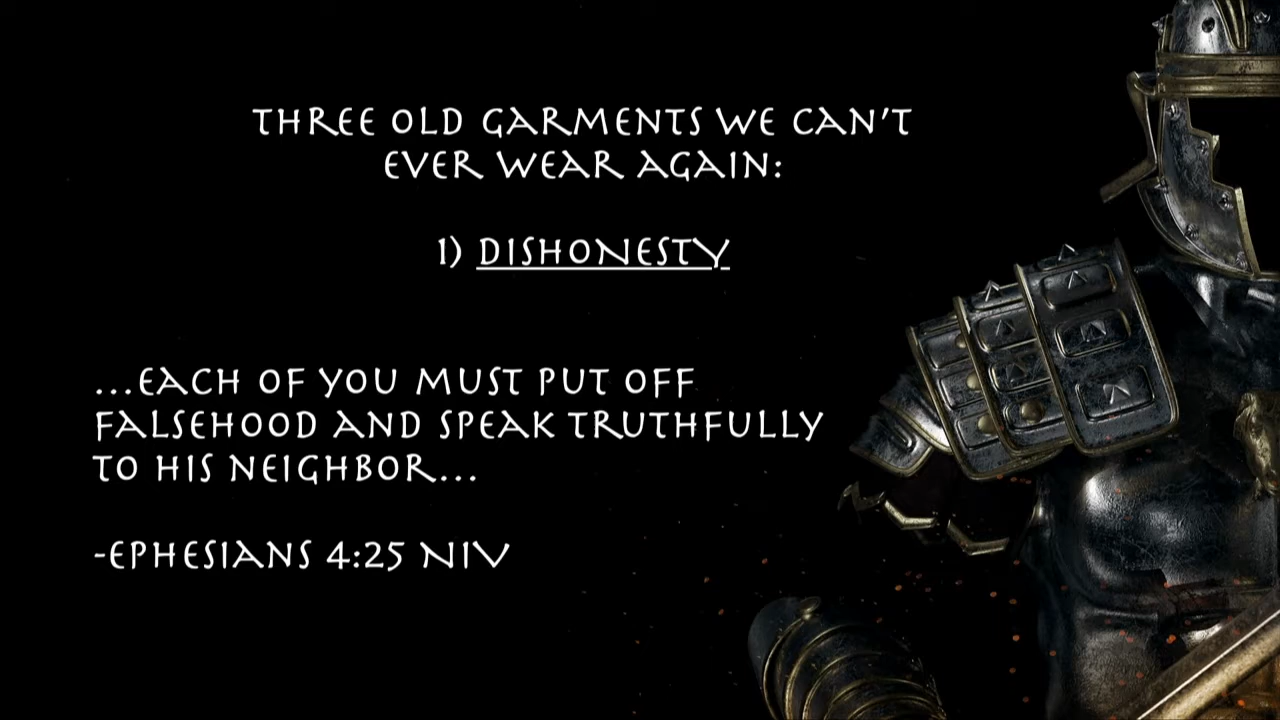 THREE OLD GARMENTS WE CAN'T
EVER WEAR AGAIN:
1) DISHONESTY
...EACH OF YOU MUST PUT OFF
FALSEHOOD AND SPEAK TRUTHFULLY
TO HIS NEIGHBOR...
-EPHESIANS 4:25 NIV